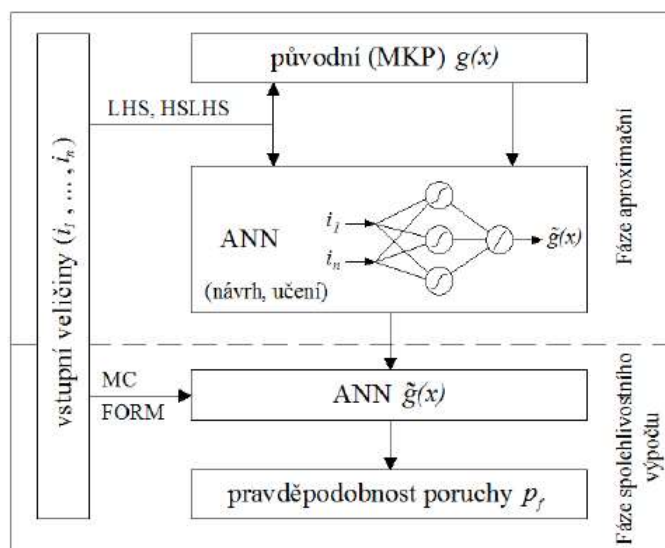 vstupní veličiny (i₁ , ... , iₙ)
původní (MKP) g(x)
LHS, HSLHS
ANN
(návrh, učení)
i₁
iₙ
g̃(x)
Fáze aproximační
MC
FORM
ANN g̃(x)
pravděpodobnost poruchy p_f
Fáze spolehlivostního
výpočtu